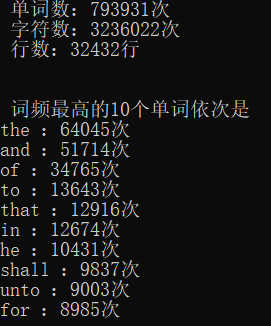 单词数：793931次
字符数：3236022次
行数：32432行
词频最高的10个单词依次是
the : 64045次
and : 51714次
of : 34765次
to : 13643次
that : 12916次
in : 12674次
he : 10431次
shall : 9837次
unto : 9003次
for : 8985次